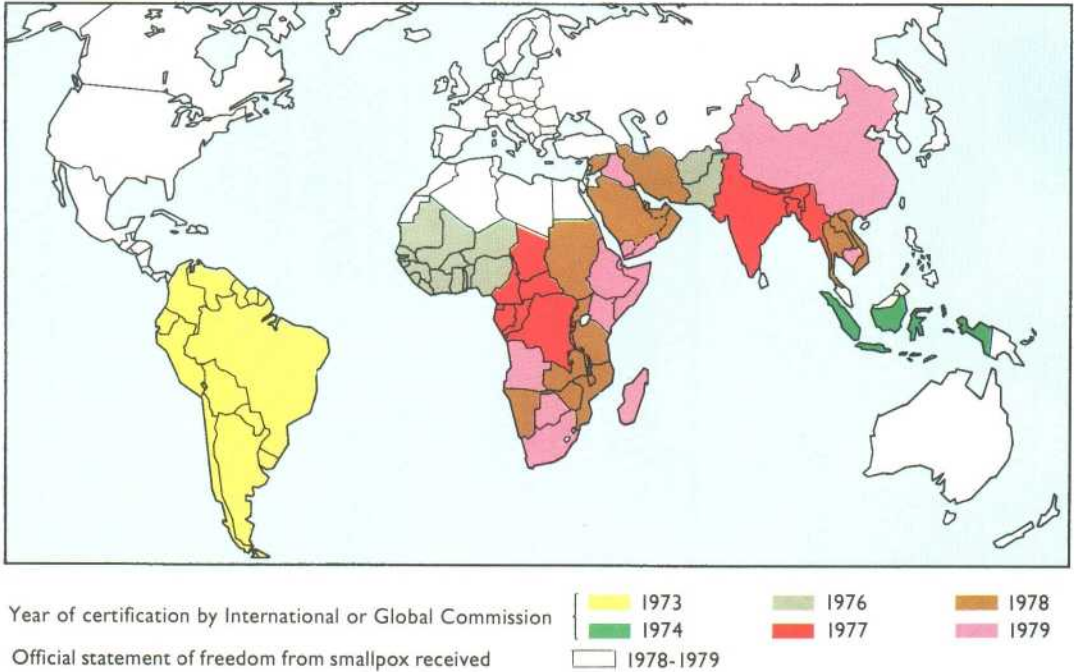 Year of certification by International or Global Commission
1973 1976 1978
1974 1977 1979
Official statement of freedom from smallpox received 1978-1979